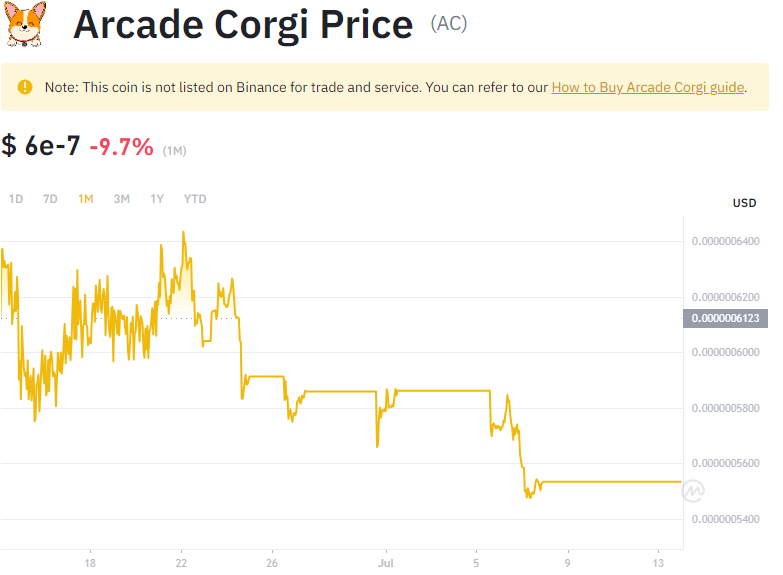 Arcade Corgi Price (AC)
Note: This coin is not listed on Binance for trade and service. You can refer to our How to Buy Arcade Corgi guide.
$ 6e-7 -9.7% (1M)
1D 7D 1M 3M 1Y YTD
USD
0.0000006400
0.0000006200
0.0000006123
0.0000006000
0.0000005800
0.0000005600
0.0000005400
18 22 26 Jul 5 9 13